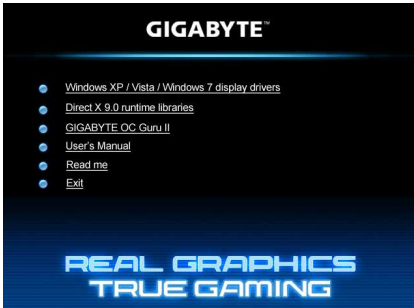 GIGABYTE™
Windows XP / Vista / Windows 7 display drivers
Direct X 9.0 runtime libraries
GIGABYTE OC Guru II
User's Manual
Read me
Exit
REAL GRAPHICS
TRUE GAMING